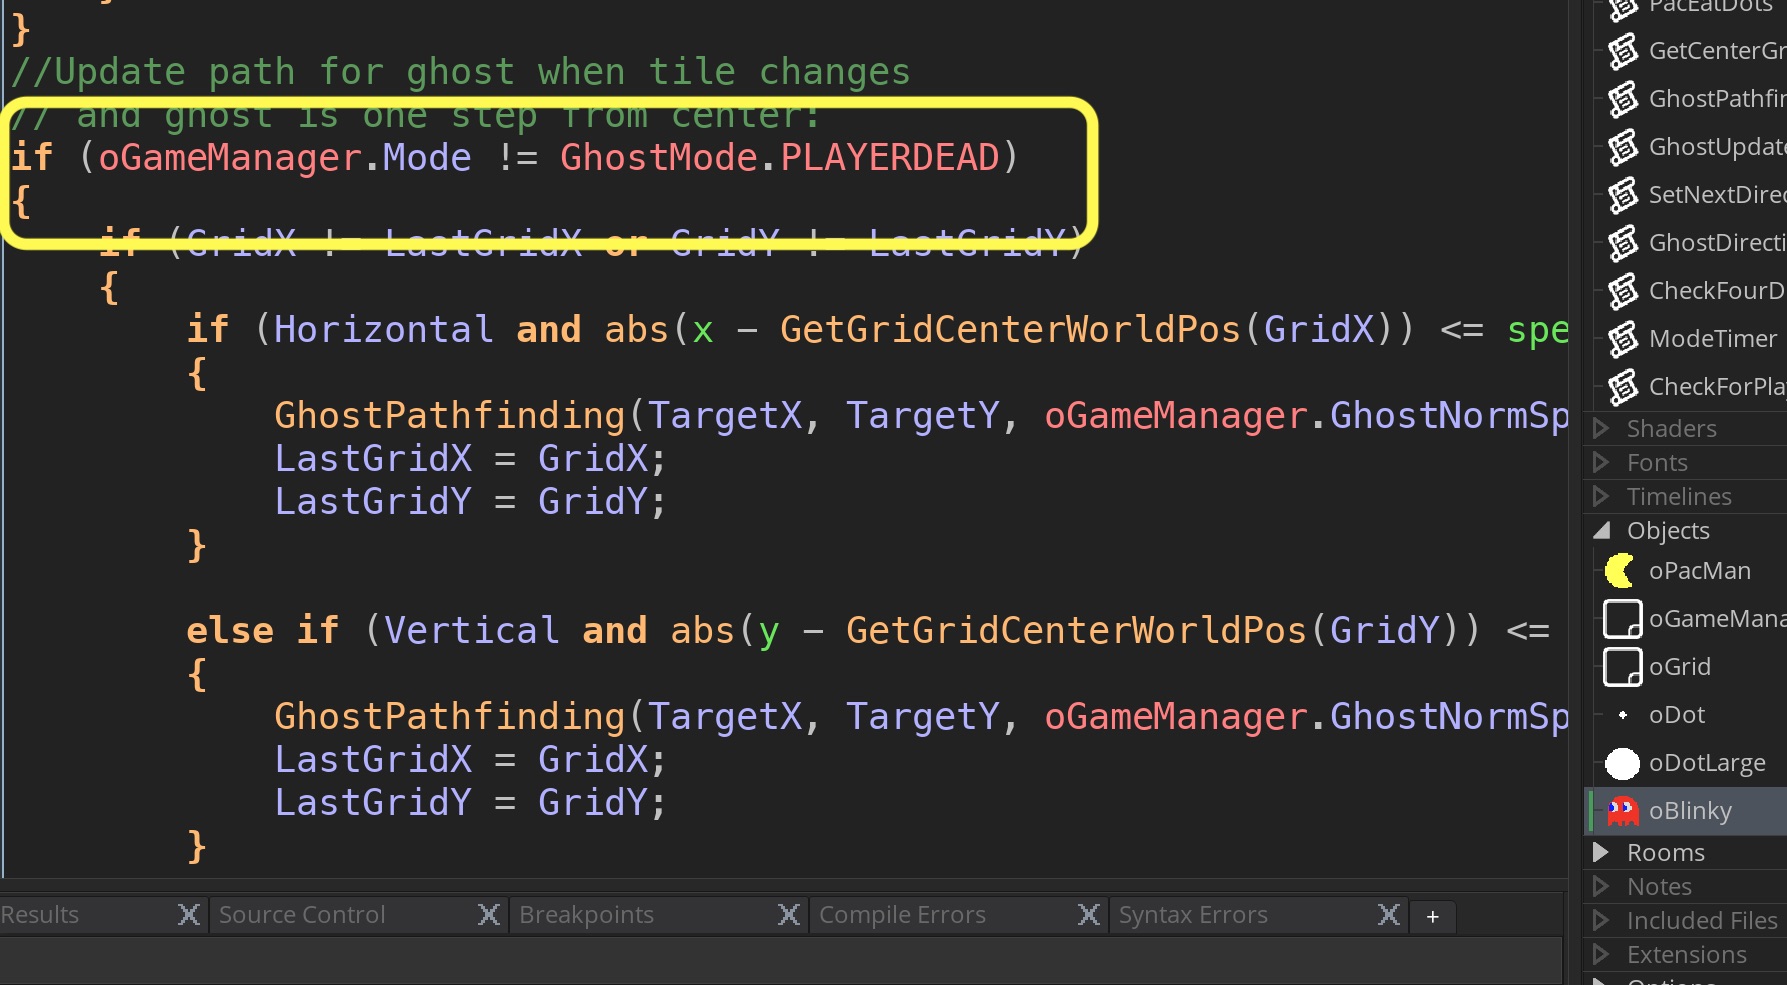 }
//Update path for ghost when tile changes
// and ghost is one step from center!
if (oGameManager.Mode != GhostMode.PLAYERDEAD)
{
if (GridX != LastGridX or GridY != LastGridY)
{
if (Horizontal and abs(x - GetGridCenterWorldPos(GridX)) <= spe
{
GhostPathfinding(TargetX, TargetY, oGameManager.GhostNormSp
LastGridX = GridX;
LastGridY = GridY;
}
else if (Vertical and abs(y - GetGridCenterWorldPos(GridY)) <=
{
GhostPathfinding(TargetX, TargetY, oGameManager.GhostNormSp
LastGridX = GridX;
LastGridY = GridY;
}
Results
Source Control
Breakpoints
Compile Errors
Syntax Errors
+
PacEatDots
GetCenterGr
GhostPathfin
GhostUpdate
SetNextDirec
GhostDirecti
CheckFourD
ModeTimer
CheckForPla
Shaders
Fonts
Timelines
Objects
oPacMan
oGameMana
oGrid
oDot
oDotLarge
oBlinky
Rooms
Notes
Included Files
Extensions